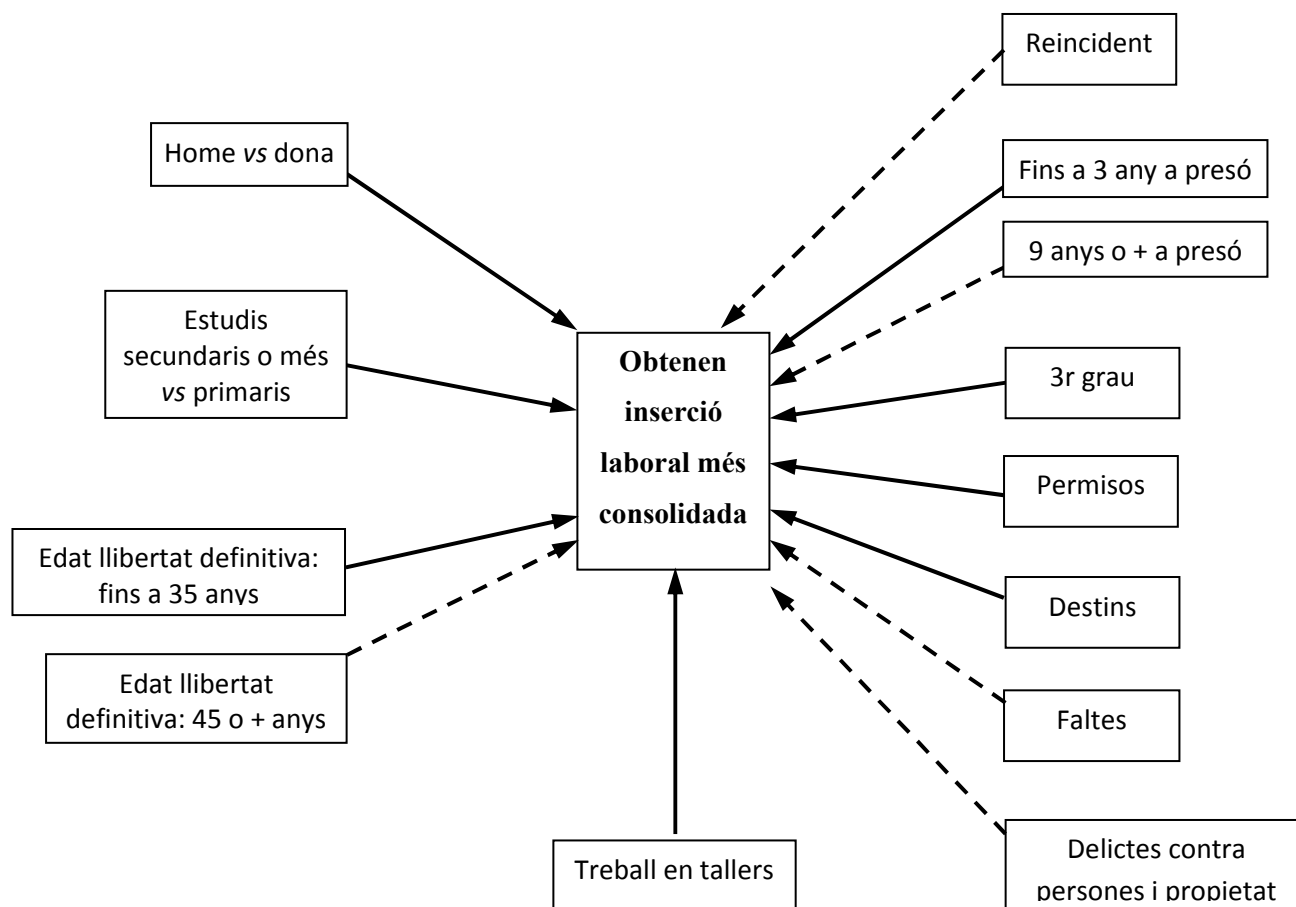 Reincident
Home vs dona
Fins a 3 any a presó
9 anys o + a presó
Estudis
secundaris o més
vs primaris
Obtenen
inserció
laboral més
consolidada
3r grau
Permisos
Edat llibertat definitiva:
fins a 35 anys
Destins
Edat llibertat
definitiva: 45 o + anys
Faltes
Treball en tallers
Delictes contra
persones i propietat